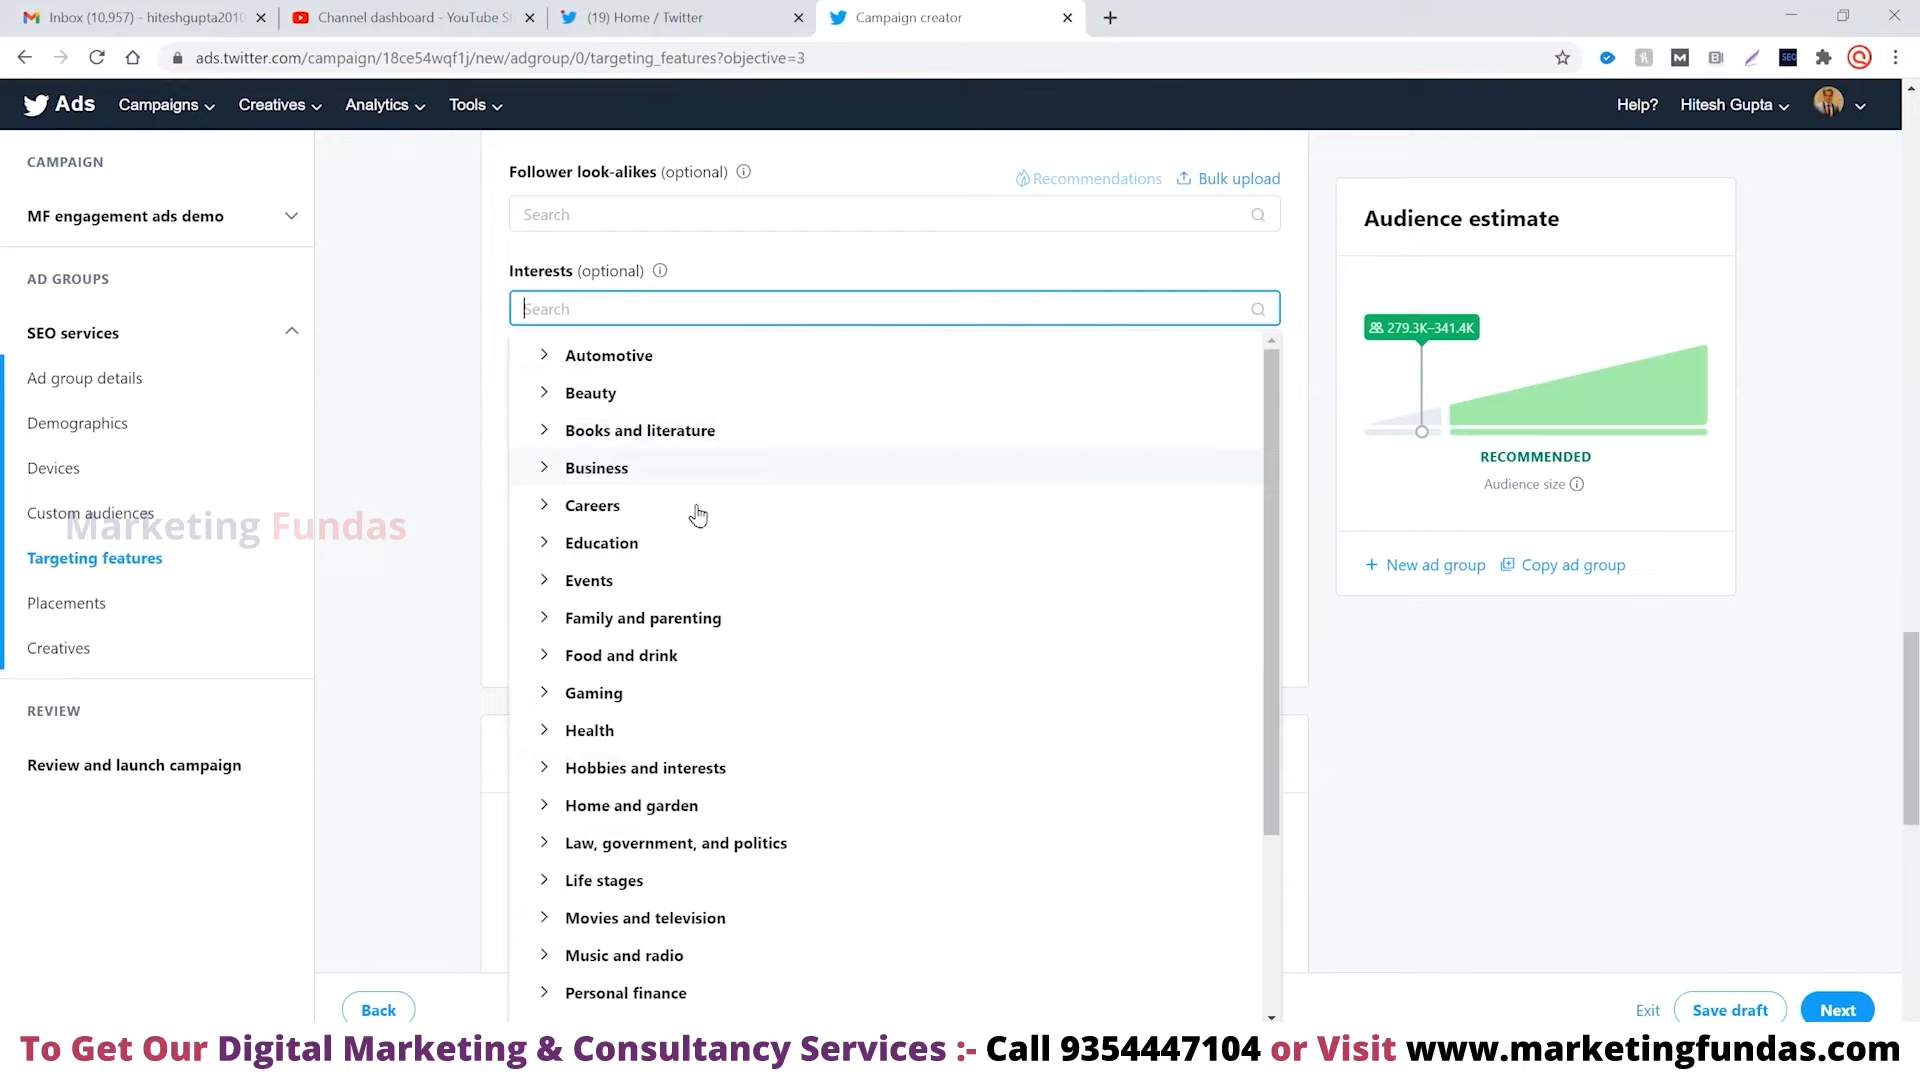 Inbox (10,957) - hiteshgupta2010
Channel dashboard - YouTube St
(19) Home / Twitter
Campaign creator
ads.twitter.com/campaign/18ce54wqf1j/new/adgroup/0/targeting_features?objective=3
Ads
Campaigns
Creatives
Analytics
Tools
Help?
Hitesh Gupta
CAMPAIGN
MF engagement ads demo
AD GROUPS
SEO services
Ad group details
Demographics
Devices
Custom audiences
Marketing Fundas
Targeting features
Placements
Creatives
REVIEW
Review and launch campaign
Follower look-alikes (optional)
Recommendations
Bulk upload
Search
Interests (optional)
Search
Automotive
Beauty
Books and literature
Business
Careers
Education
Events
Family and parenting
Food and drink
Gaming
Health
Hobbies and interests
Home and garden
Law, government, and politics
Life stages
Movies and television
Music and radio
Personal finance
Audience estimate
279.3K–341.4K
RECOMMENDED
Audience size
+ New ad group
Copy ad group
Back
Exit
Save draft
Next
To Get Our Digital Marketing & Consultancy Services :- Call 9354447104 or Visit www.marketingfundas.com